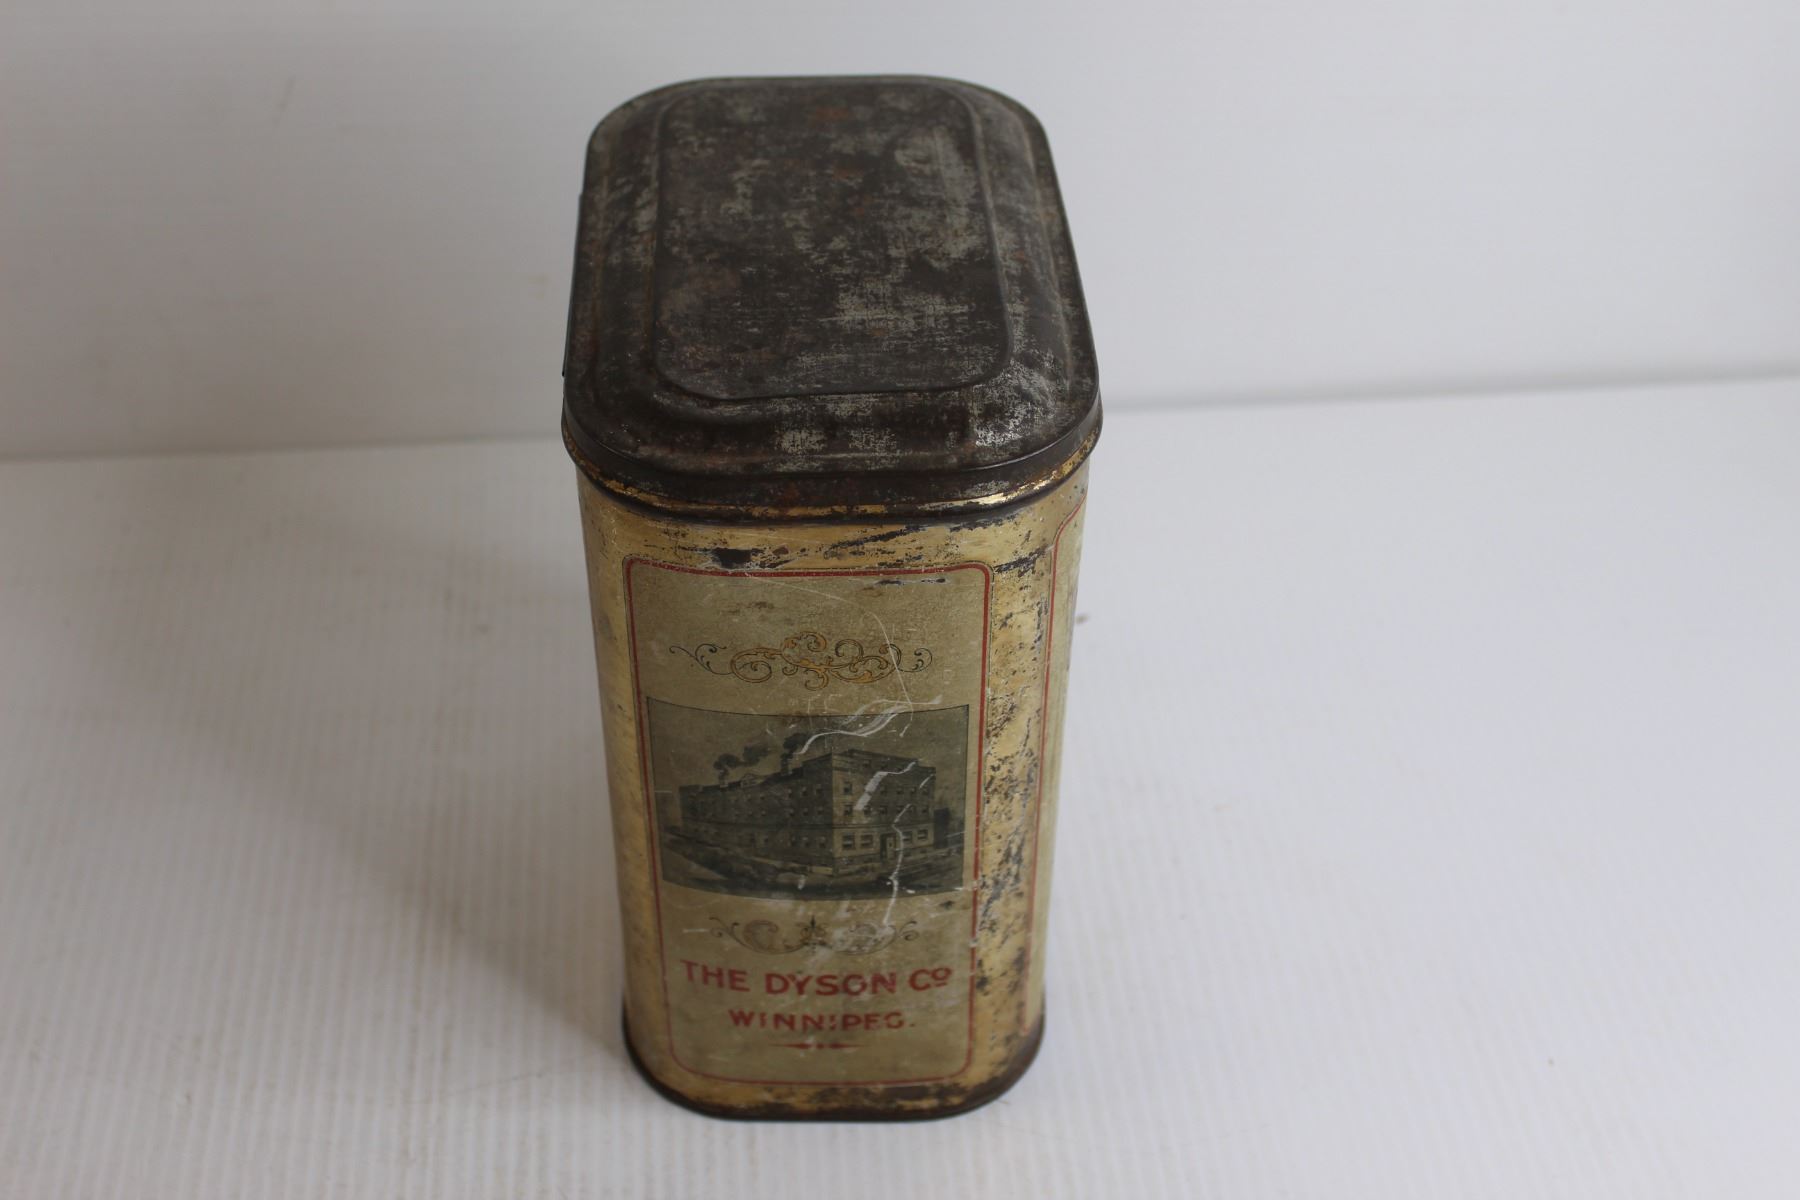 THE DYSON Co
WINNIPEG.